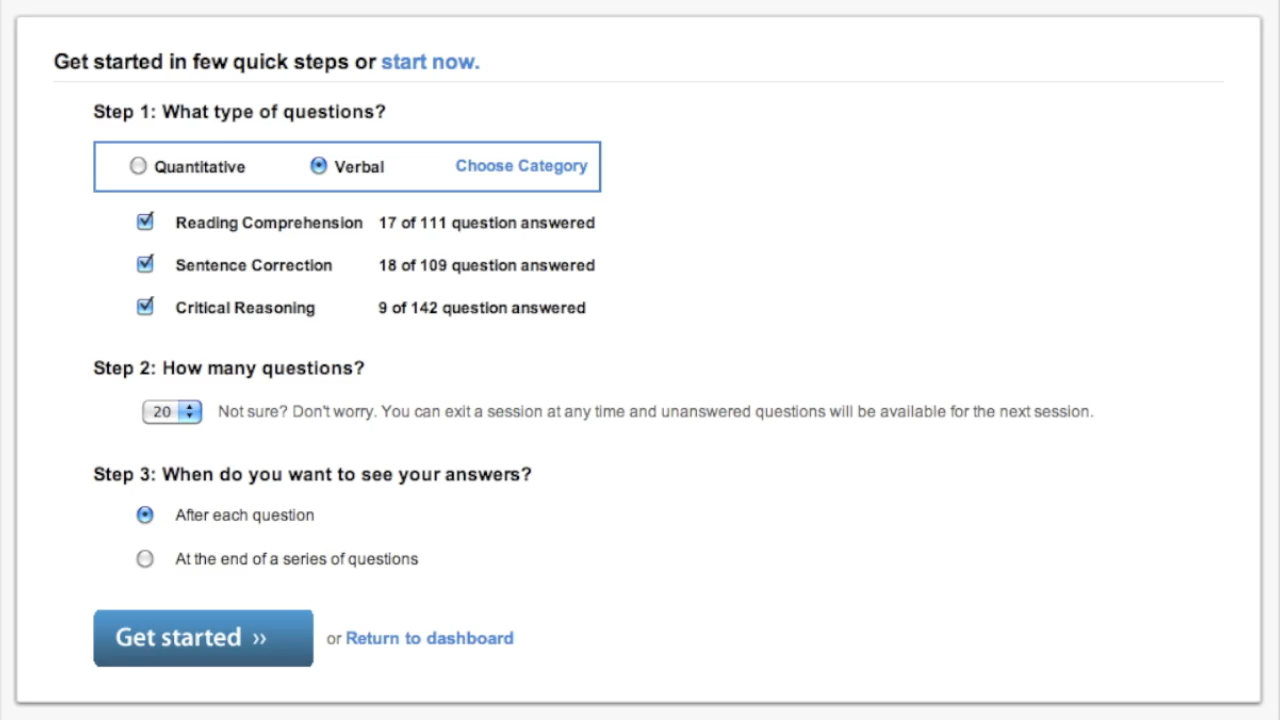 Get started in few quick steps or start now.
Step 1: What type of questions?
Quantitative Verbal Choose Category
Reading Comprehension 17 of 111 question answered
Sentence Correction 18 of 109 question answered
Critical Reasoning 9 of 142 question answered
Step 2: How many questions?
20 Not sure? Don't worry. You can exit a session at any time and unanswered questions will be available for the next session.
Step 3: When do you want to see your answers?
After each question
At the end of a series of questions
Get started ›› or Return to dashboard